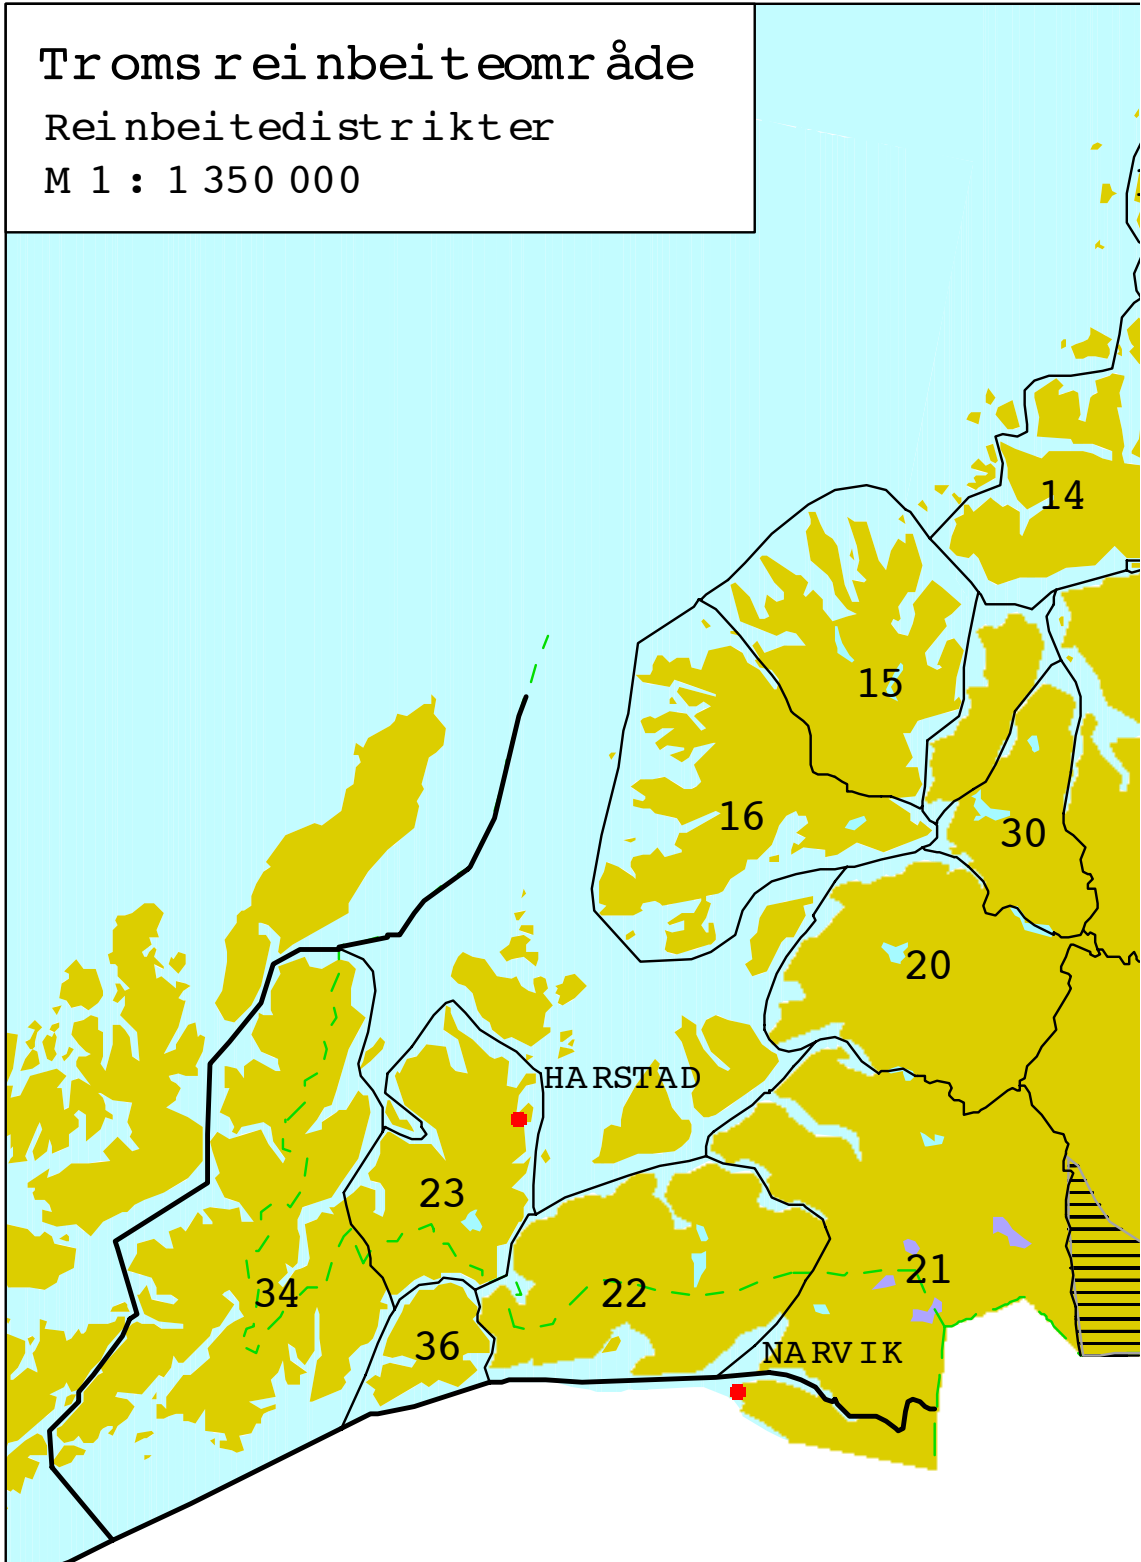 Troms reinbeiteområde
Reinbeitedistrikter
M 1 : 1 350 000
14
15
16
30
20
HARSTAD
23
21
34
22
36
NARVIK